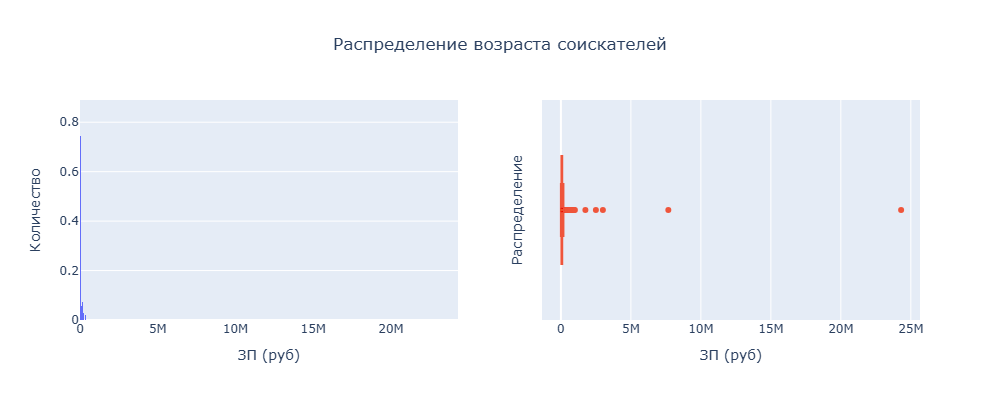 Распределение возраста соискателей
Количество
0.8
0.6
0.4
0.2
0
0 5M 10M 15M 20M
ЗП (руб)
Распределение
0 5M 10M 15M 20M 25M
ЗП (руб)